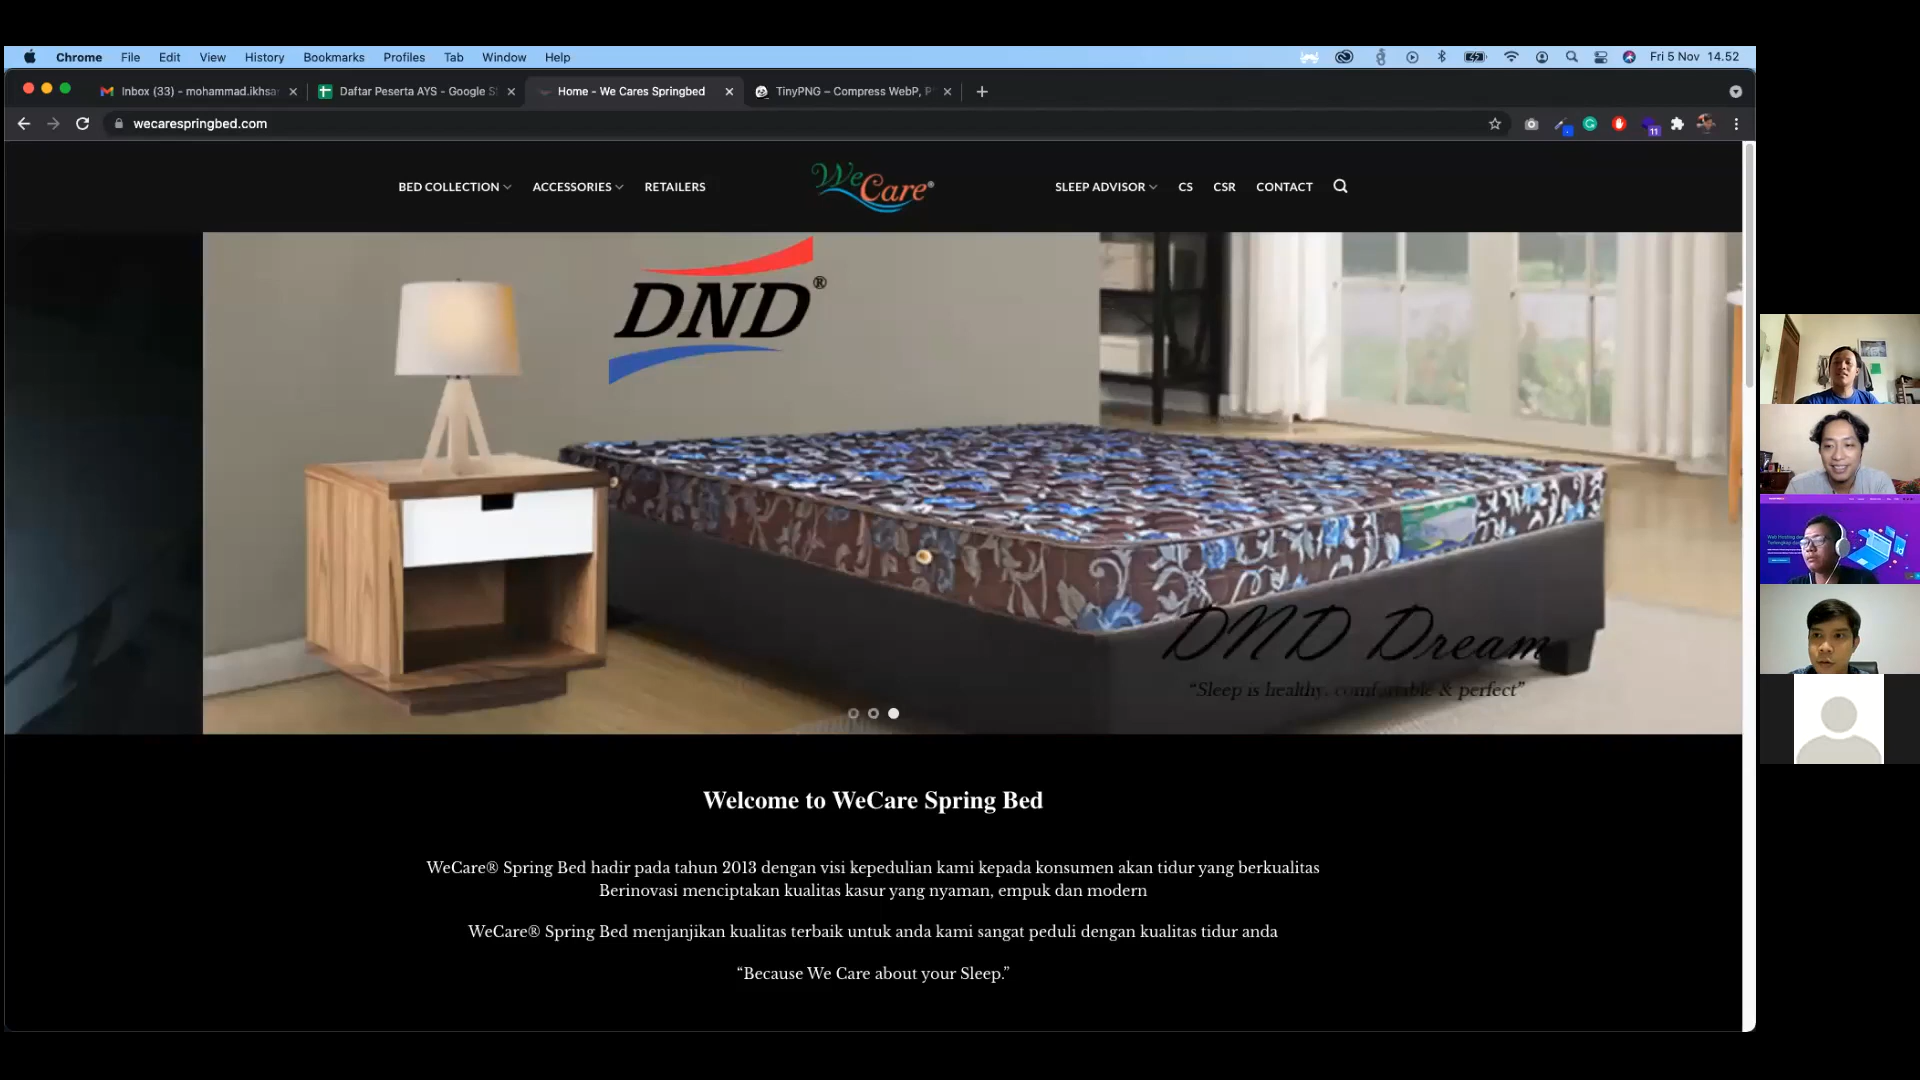 Chrome File Edit View History Bookmarks Profiles Tab Window Help Fri 5 Nov 14.52
Inbox (33) - mohammad.ikhsa Daftar Peserta AYS - Google S Home - We Cares Springbed TinyPNG – Compress WebP, P
wecarespringbed.com
11
BED COLLECTION ACCESSORIES RETAILERS WeCare® SLEEP ADVISOR CS CSR CONTACT
DND®
DND Dream
“Sleep is healthy, comfortable & perfect”
Welcome to WeCare Spring Bed
WeCare® Spring Bed hadir pada tahun 2013 dengan visi kepedulian kami kepada konsumen akan tidur yang berkualitas
Berinovasi menciptakan kualitas kasur yang nyaman, empuk dan modern
WeCare® Spring Bed menjanjikan kualitas terbaik untuk anda kami sangat peduli dengan kualitas tidur anda
“Because We Care about your Sleep.”